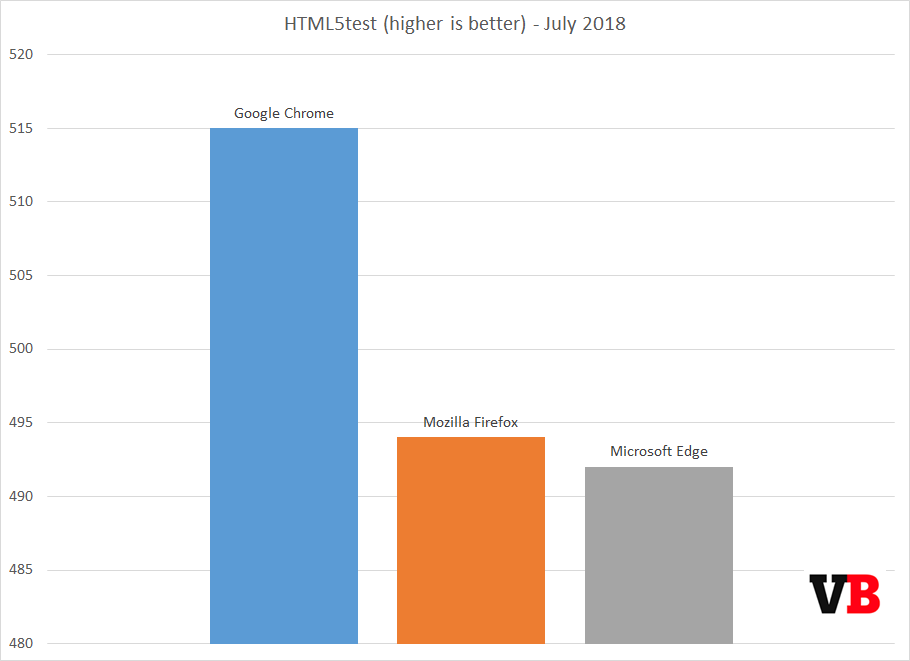 HTML5test (higher is better) - July 2018
520
Google Chrome
515
510
505
500
495
Mozilla Firefox
Microsoft Edge
490
485
VB
480